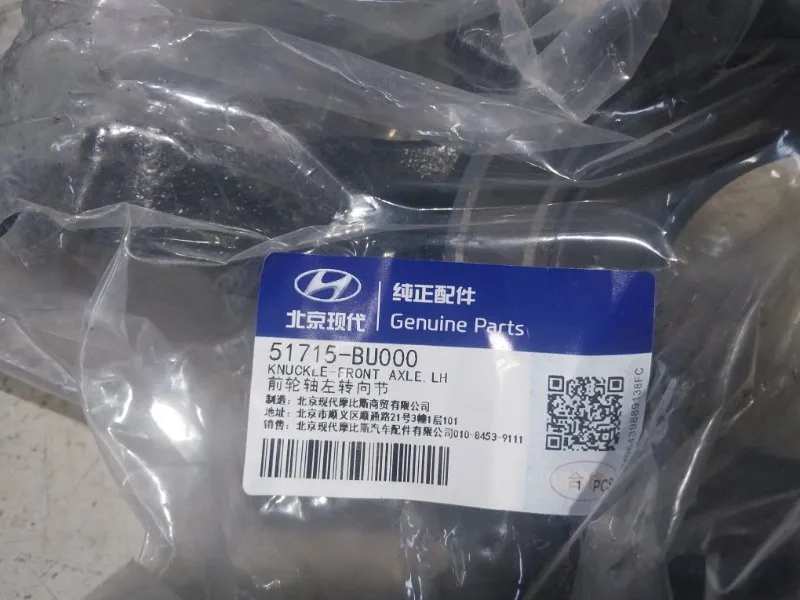 纯正配件
北京现代
Genuine Parts
51715-BU000
KNUCKLE-FRONT AXLE,LH
前轮轴左转向节
制造：北京现代摩比斯商贸有限公司
地址：北京市顺义区顺通路21号3幢1层101
销售：北京现代摩比斯汽车配件有限公司010-8453-9111
1 PCS